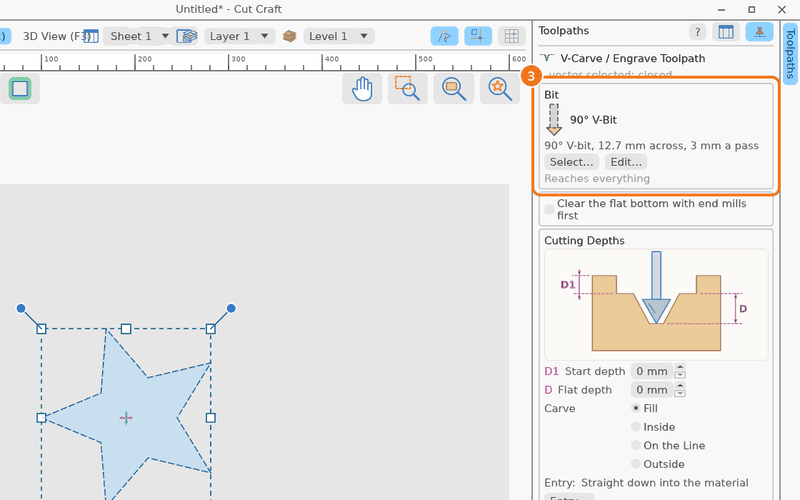 Untitled* - Cut Craft
3D View (F3)
Sheet 1
Layer 1
Level 1
100
200
300
400
500
600
Toolpaths
?
Toolpaths
V-Carve / Engrave Toolpath
vector selected: closed
3
Bit
90° V-Bit
90° V-bit, 12.7 mm across, 3 mm a pass
Select...
Edit...
Reaches everything
Clear the flat bottom with end mills
first
Cutting Depths
D1
D
D1 Start depth 0 mm
D Flat depth 0 mm
Carve Fill
Inside
On the Line
Outside
Entry: Straight down into the material